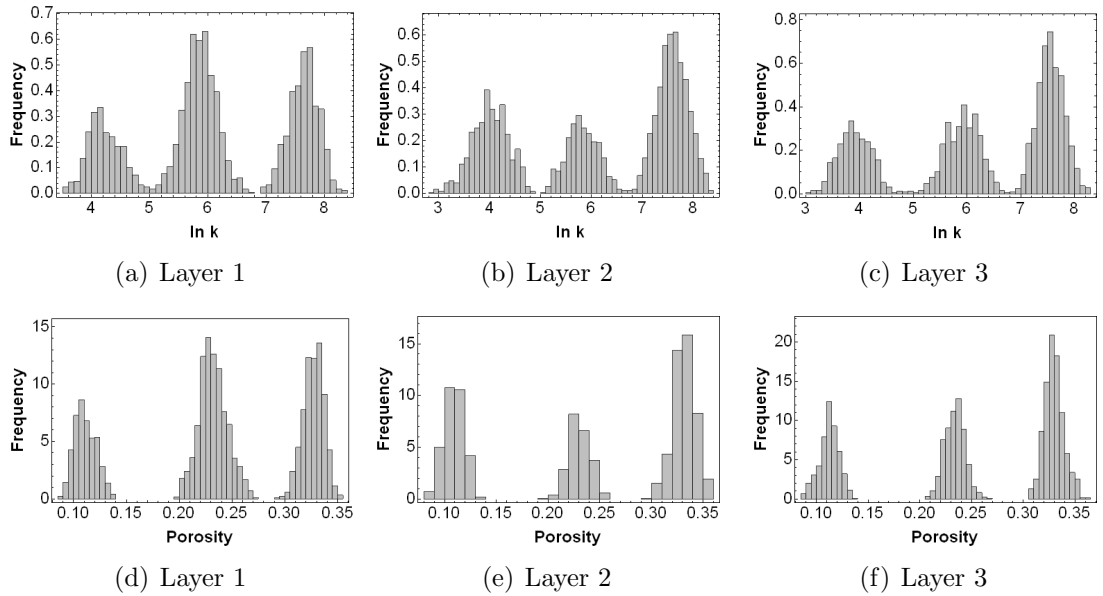 Frequency
0.7
0.6
0.5
0.4
0.3
0.2
0.1
0.0
4 5 6 7 8
ln k
(a) Layer 1
Frequency
0.6
0.5
0.4
0.3
0.2
0.1
0.0
3 4 5 6 7 8
ln k
(b) Layer 2
Frequency
0.8
0.6
0.4
0.2
0.0
3 4 5 6 7 8
ln k
(c) Layer 3
Frequency
15
10
5
0
0.10 0.15 0.20 0.25 0.30 0.35
Porosity
(d) Layer 1
Frequency
15
10
5
0
0.10 0.15 0.20 0.25 0.30 0.35
Porosity
(e) Layer 2
Frequency
20
15
10
5
0
0.10 0.15 0.20 0.25 0.30 0.35
Porosity
(f) Layer 3